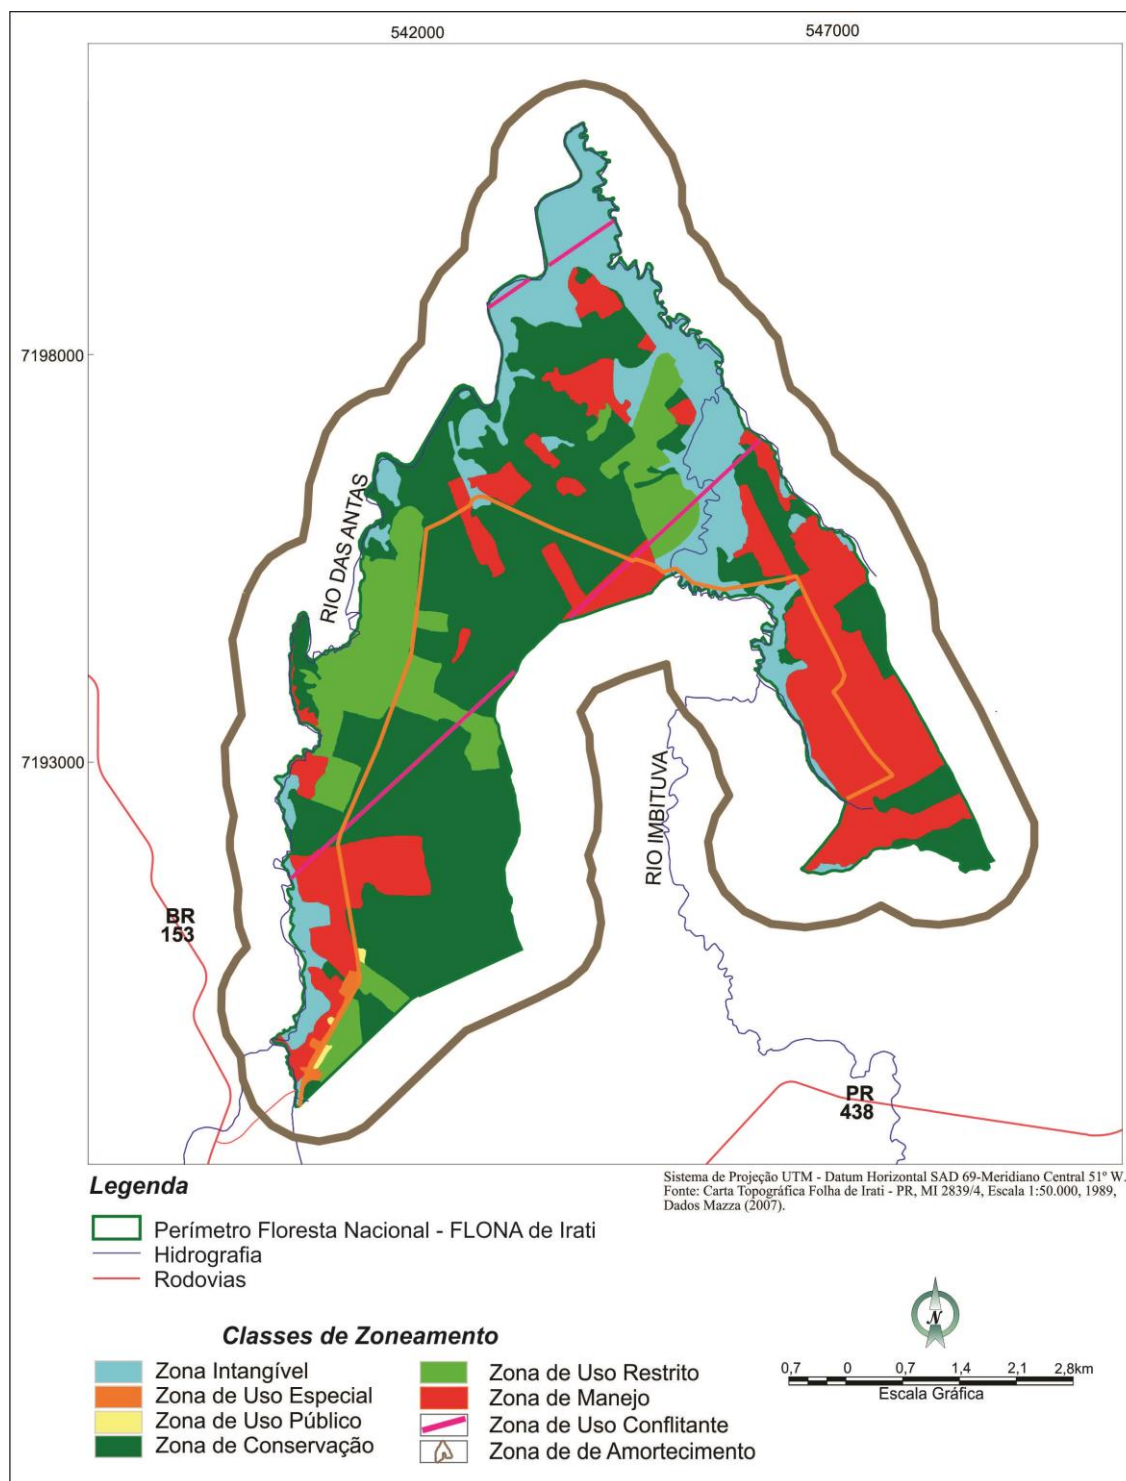 542000
547000
7198000
RIO DAS ANTAS
7193000
RIO IMBITUVA
BR
153
PR
438
Sistema de Projeção UTM - Datum Horizontal SAD 69-Meridiano Central 51º W.
Fonte: Carta Topográfica Folha de Irati - PR, MI 2839/4, Escala 1:50.000, 1989,
Dados Mazza (2007).
Legenda
Perímetro Floresta Nacional - FLONA de Irati
Hidrografia
Rodovias
N
Classes de Zoneamento
Zona Intangível
Zona de Uso Especial
Zona de Uso Público
Zona de Conservação
Zona de Uso Restrito
Zona de Manejo
Zona de Uso Conflitante
Zona de de Amortecimento
0,7 0 0,7 1,4 2,1 2,8km
Escala Gráfica